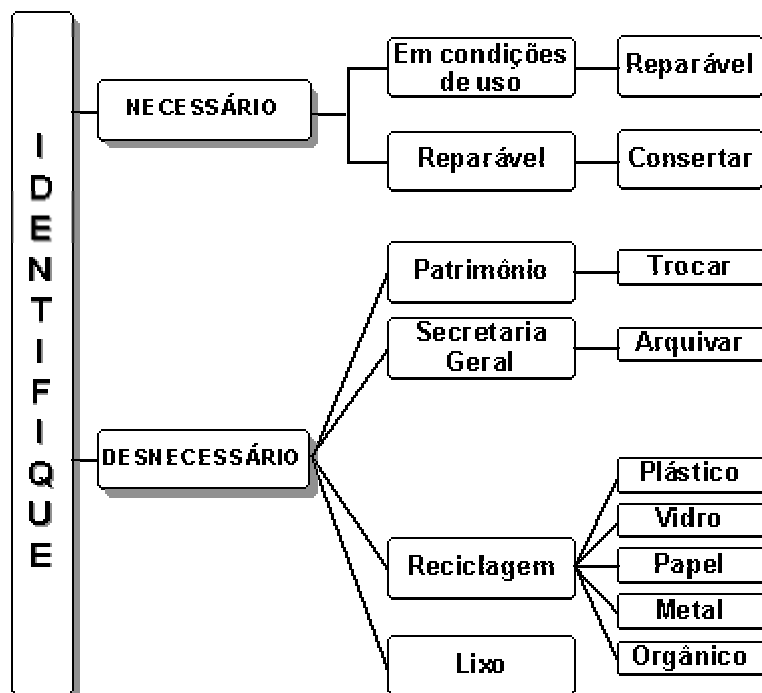 IDENTIFIQUE
NECESSÁRIO
Em condições
de uso
Reparável
Reparável
Consertar
DESNECESSÁRIO
Patrimônio
Trocar
Secretaria
Geral
Arquivar
Reciclagem
Plástico
Vidro
Papel
Metal
Orgânico
Lixo